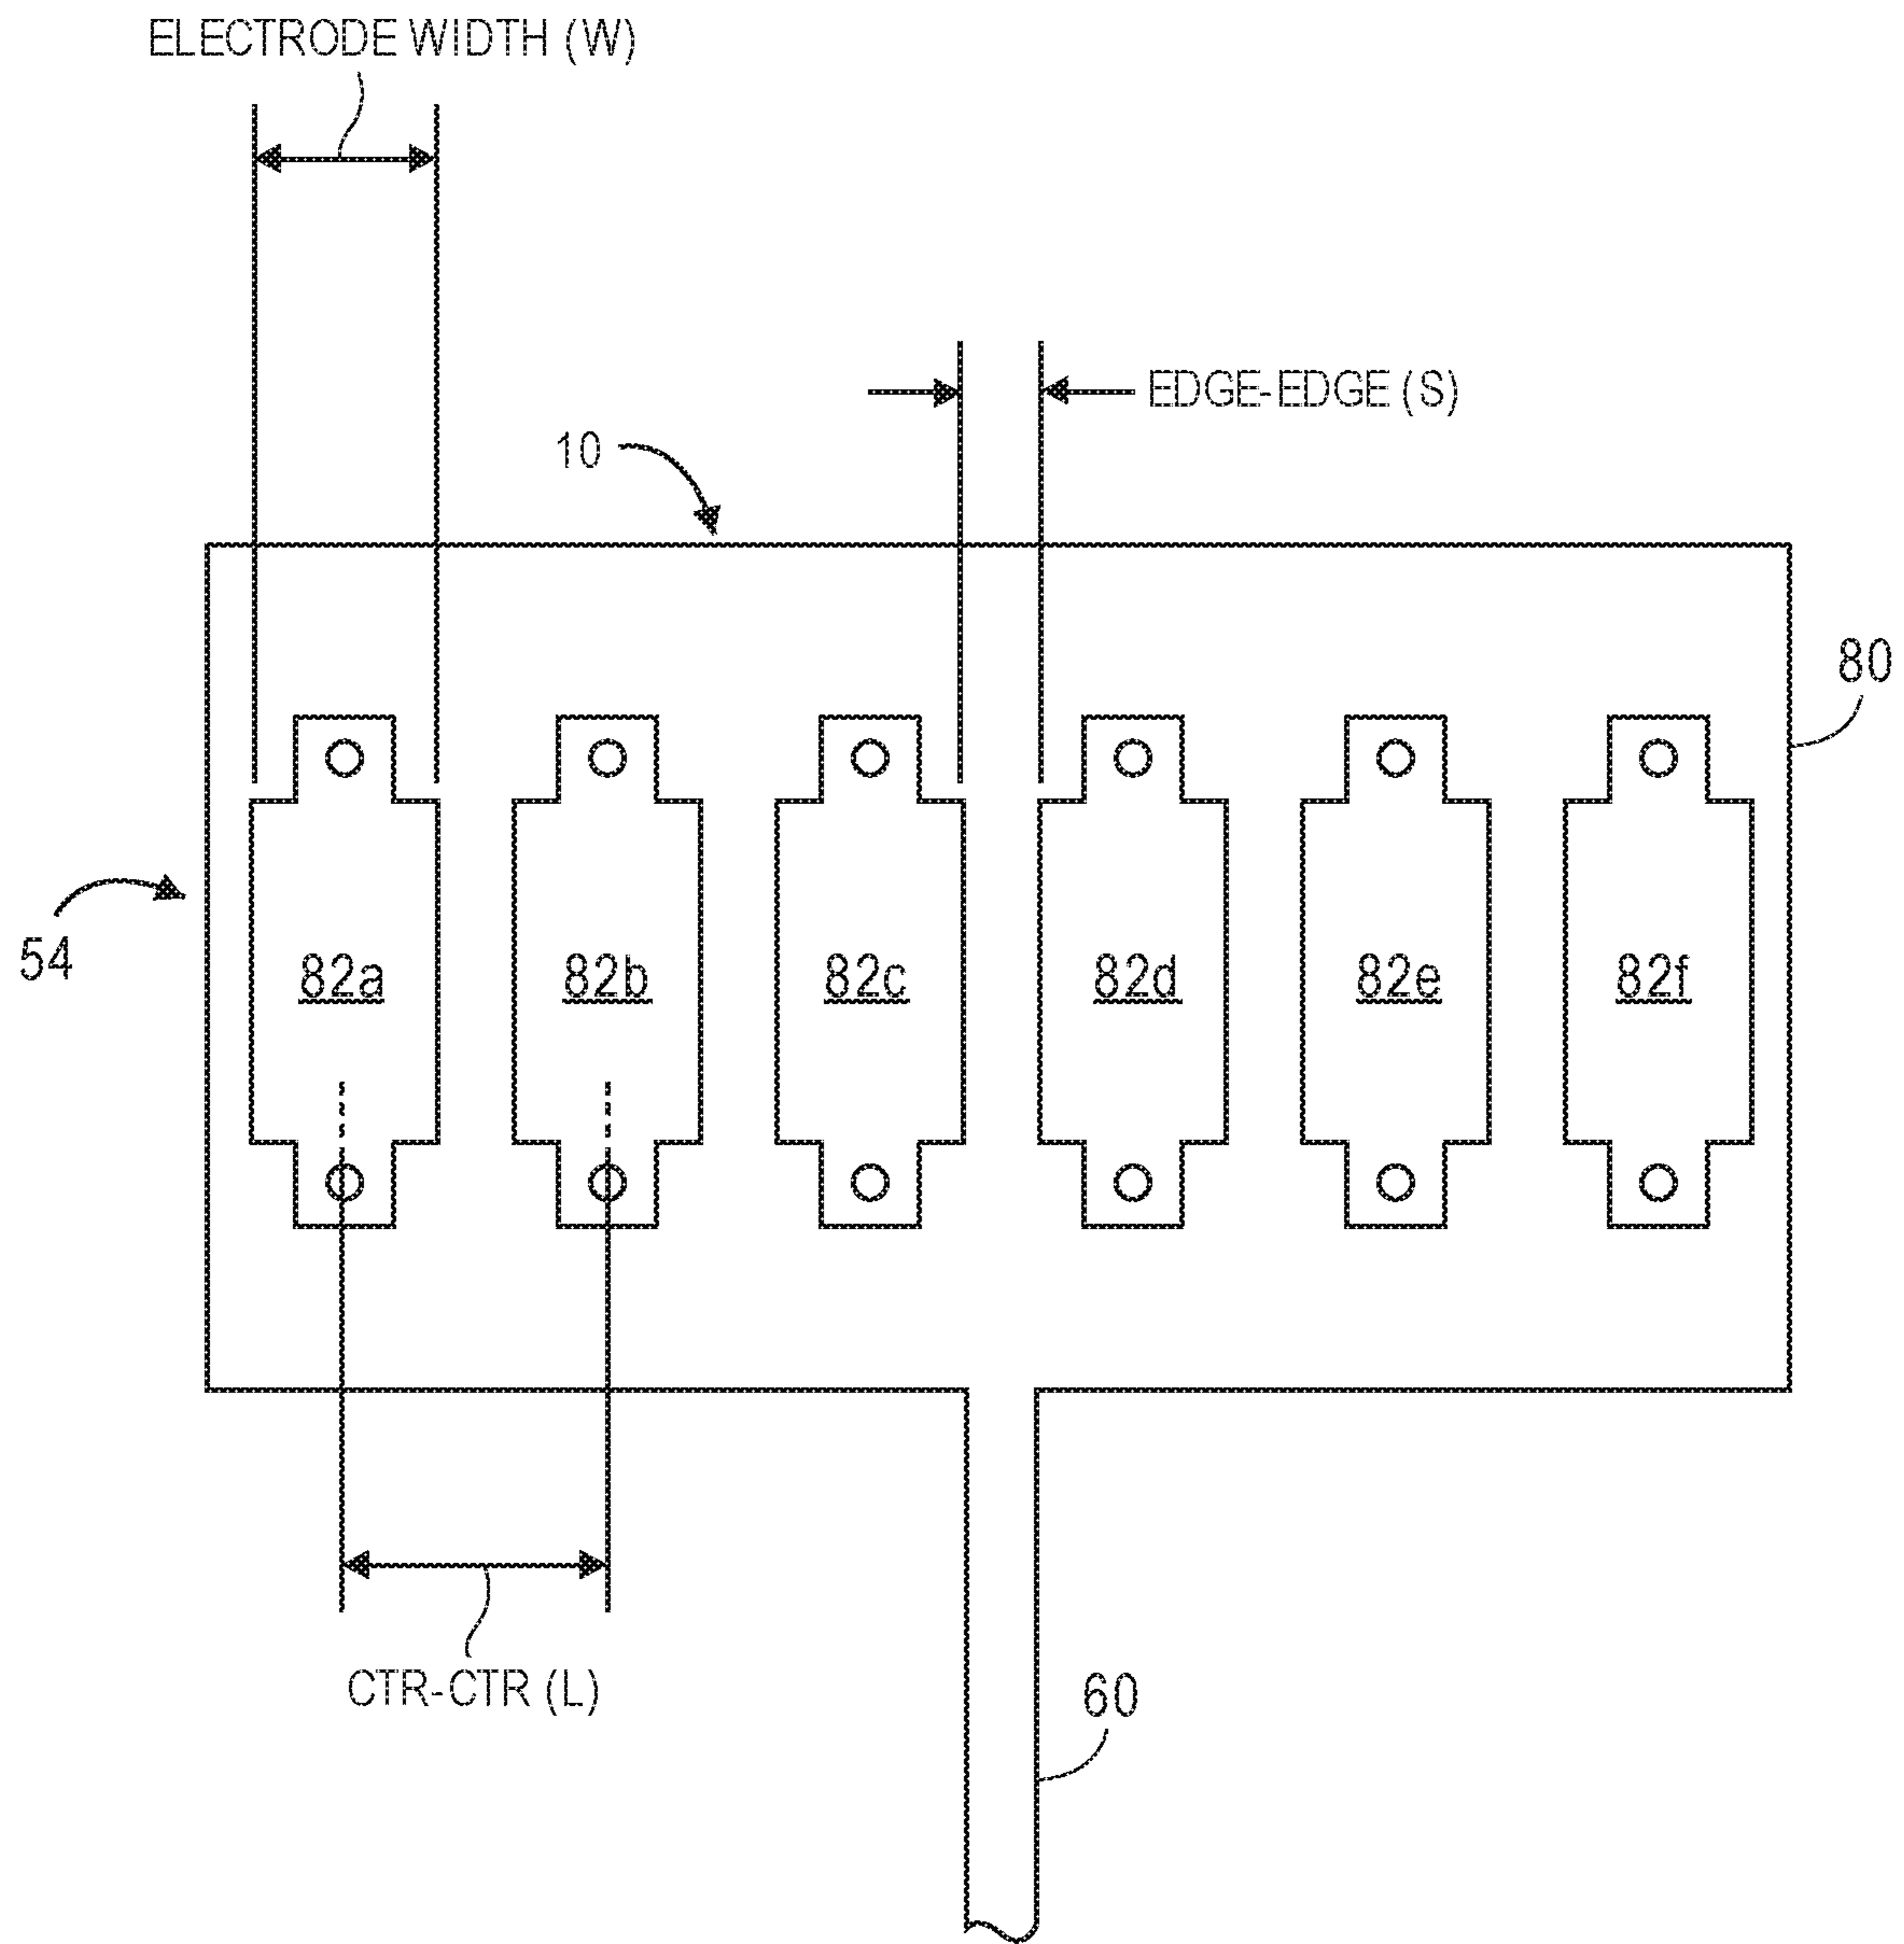 ELECTRODE WIDTH (W)
EDGE-EDGE (S)
10
80
54
82a
82b
82c
82d
82e
82f
CTR-CTR (L)
60